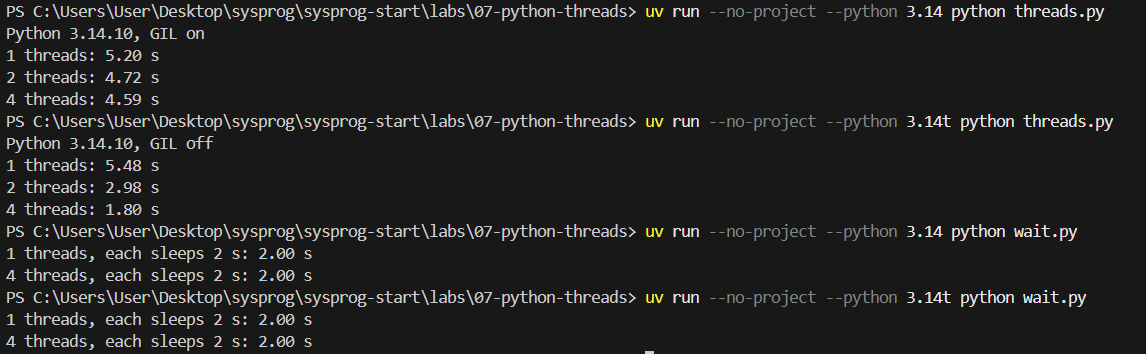 PS C:\Users\User\Desktop\sysprog\sysprog-start\labs\07-python-threads> uv run --no-project --python 3.14 python threads.py
Python 3.14.10, GIL on
1 threads: 5.20 s
2 threads: 4.72 s
4 threads: 4.59 s
PS C:\Users\User\Desktop\sysprog\sysprog-start\labs\07-python-threads> uv run --no-project --python 3.14t python threads.py
Python 3.14.10, GIL off
1 threads: 5.48 s
2 threads: 2.98 s
4 threads: 1.80 s
PS C:\Users\User\Desktop\sysprog\sysprog-start\labs\07-python-threads> uv run --no-project --python 3.14 python wait.py
1 threads, each sleeps 2 s: 2.00 s
4 threads, each sleeps 2 s: 2.00 s
PS C:\Users\User\Desktop\sysprog\sysprog-start\labs\07-python-threads> uv run --no-project --python 3.14t python wait.py
1 threads, each sleeps 2 s: 2.00 s
4 threads, each sleeps 2 s: 2.00 s